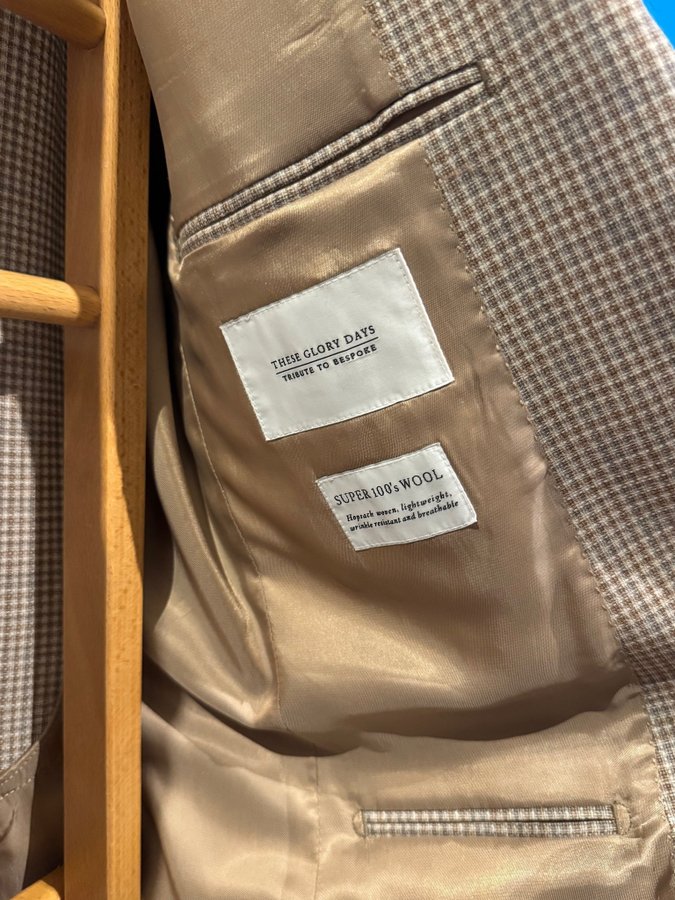 THESE GLORY DAYS
TRIBUTE TO BESPOKE
SUPER 100's WOOL
Hopsack woven, lightweight,
wrinkle resistant and breathable